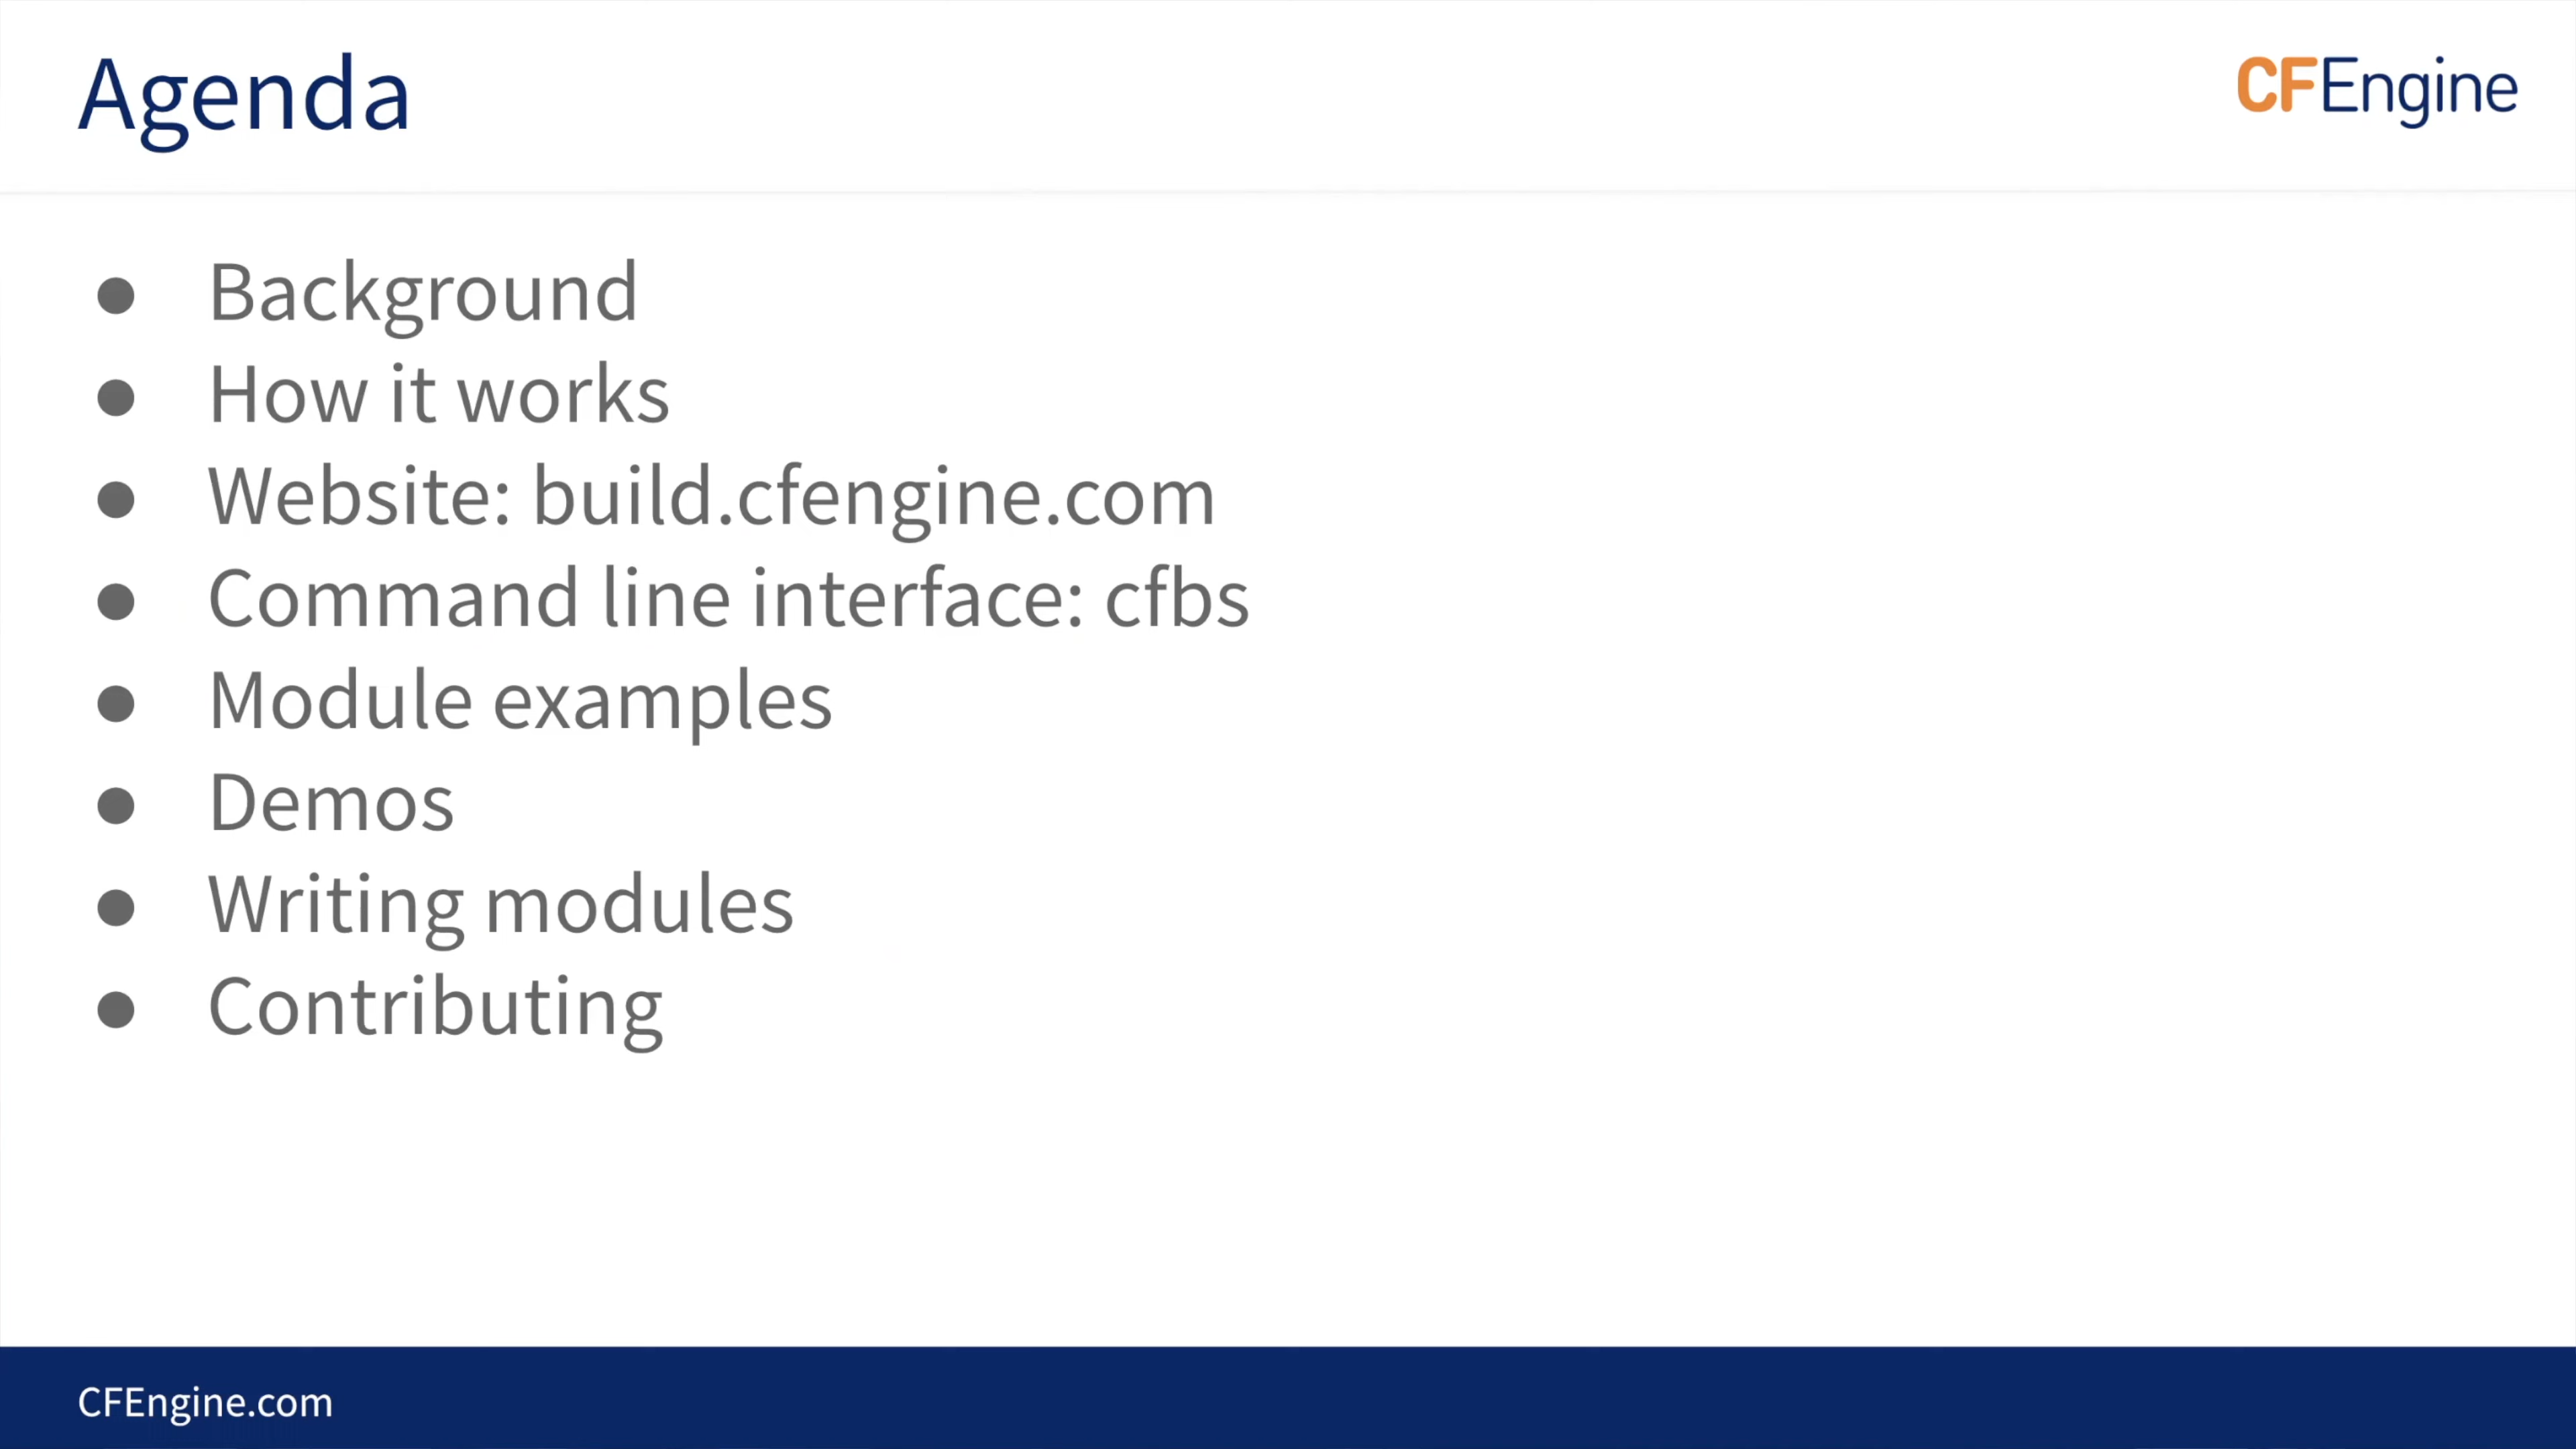 Agenda
CFEngine
● Background
● How it works
● Website: build.cfengine.com
● Command line interface: cfbs
● Module examples
● Demos
● Writing modules
● Contributing
CFEngine.com